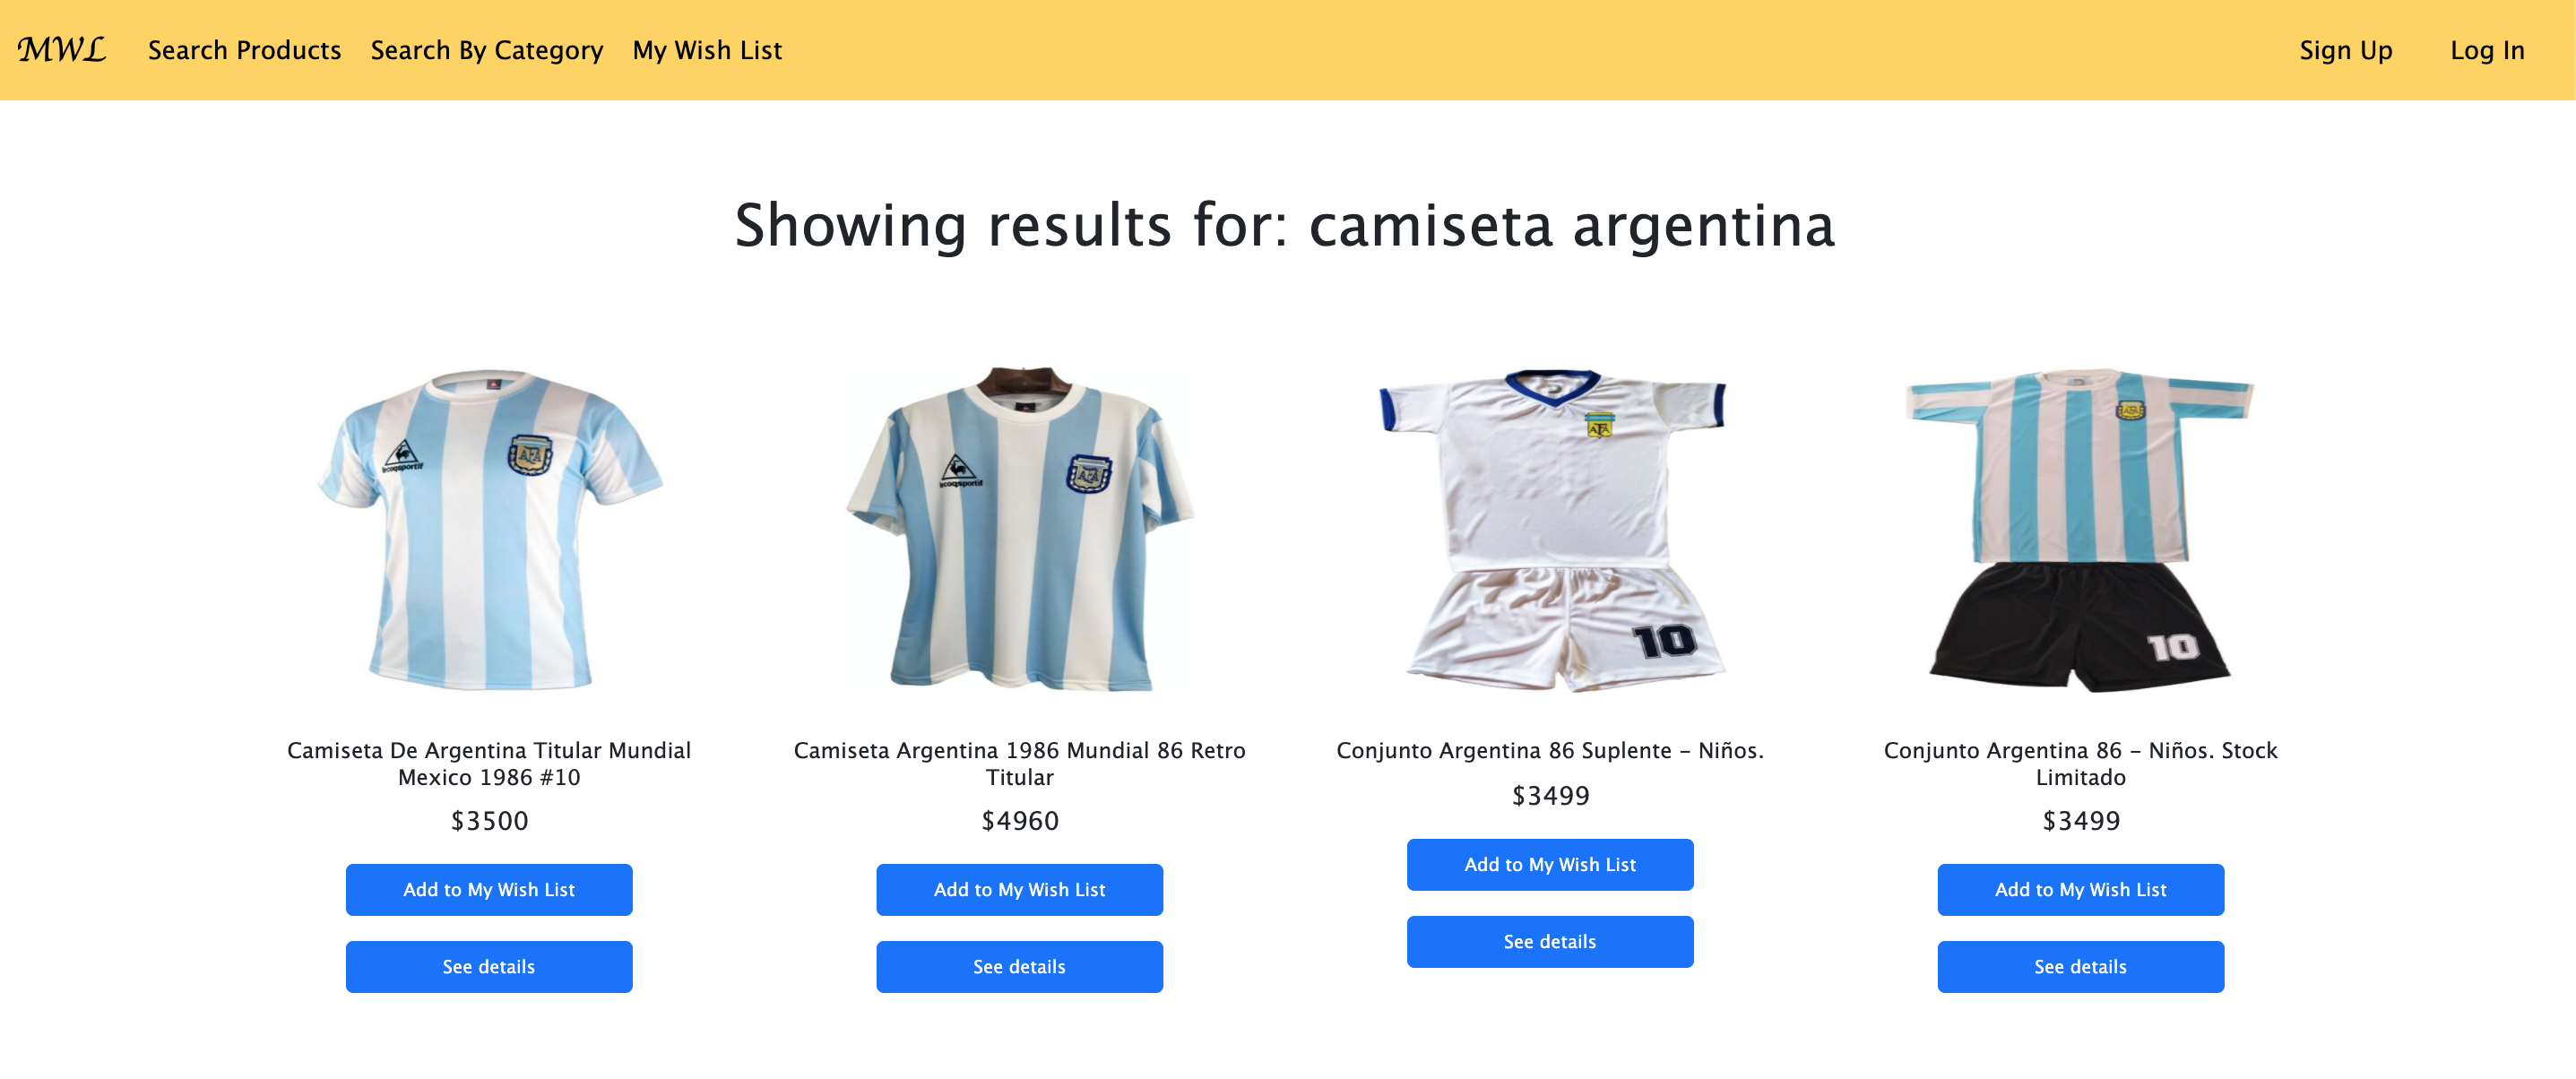 MWL Search Products Search By Category My Wish List Sign Up Log In
Showing results for: camiseta argentina
lecoqsportif
AFA
lecoqsportif
AFA
AFA
10
AFA
10
Camiseta De Argentina Titular Mundial
Mexico 1986 #10
$3500
Add to My Wish List
See details
Camiseta Argentina 1986 Mundial 86 Retro
Titular
$4960
Add to My Wish List
See details
Conjunto Argentina 86 Suplente - Niños.
$3499
Add to My Wish List
See details
Conjunto Argentina 86 - Niños. Stock
Limitado
$3499
Add to My Wish List
See details